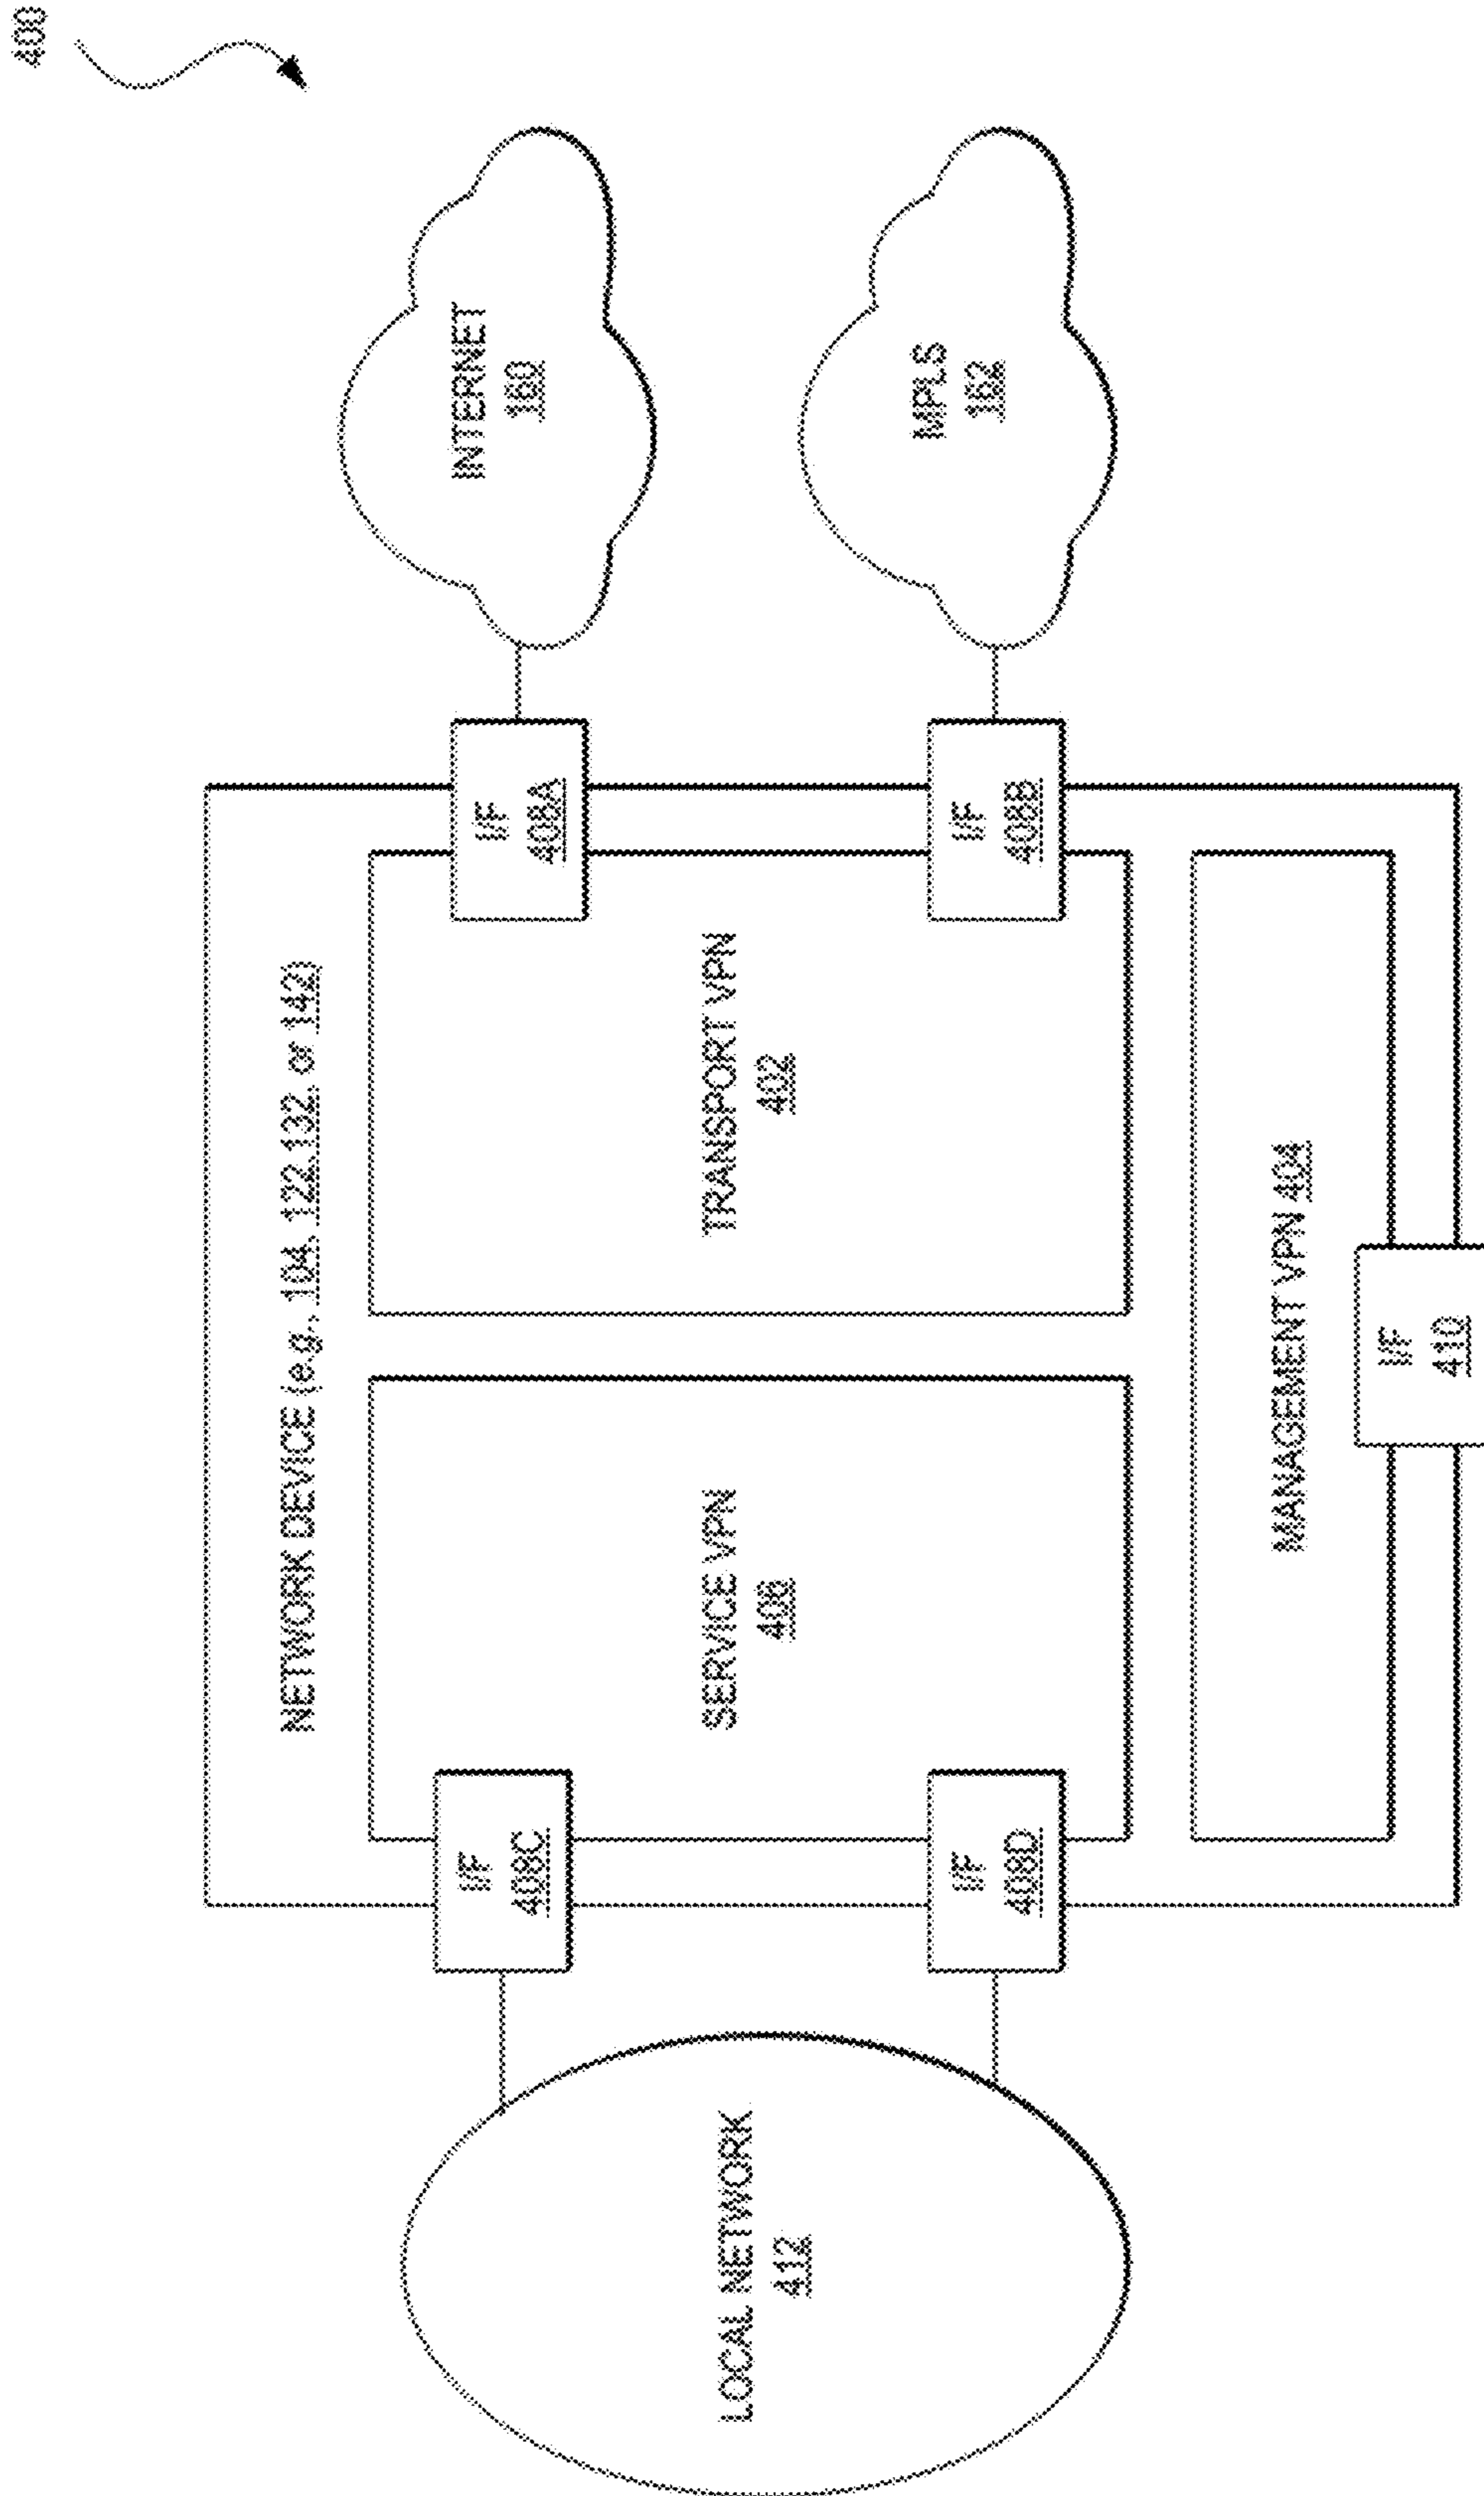 400
NETWORK DEVICE (e.g., 104, 122,132, or 142)
INTERNET
160
I/F
408A
I/F
408C
TRANSPORT VPN
402
SERVICE VPN
406
LOCAL NETWORK
412
MPLS
162
I/F
408B
I/F
408D
MANAGEMENT VPN 404
I/F
410